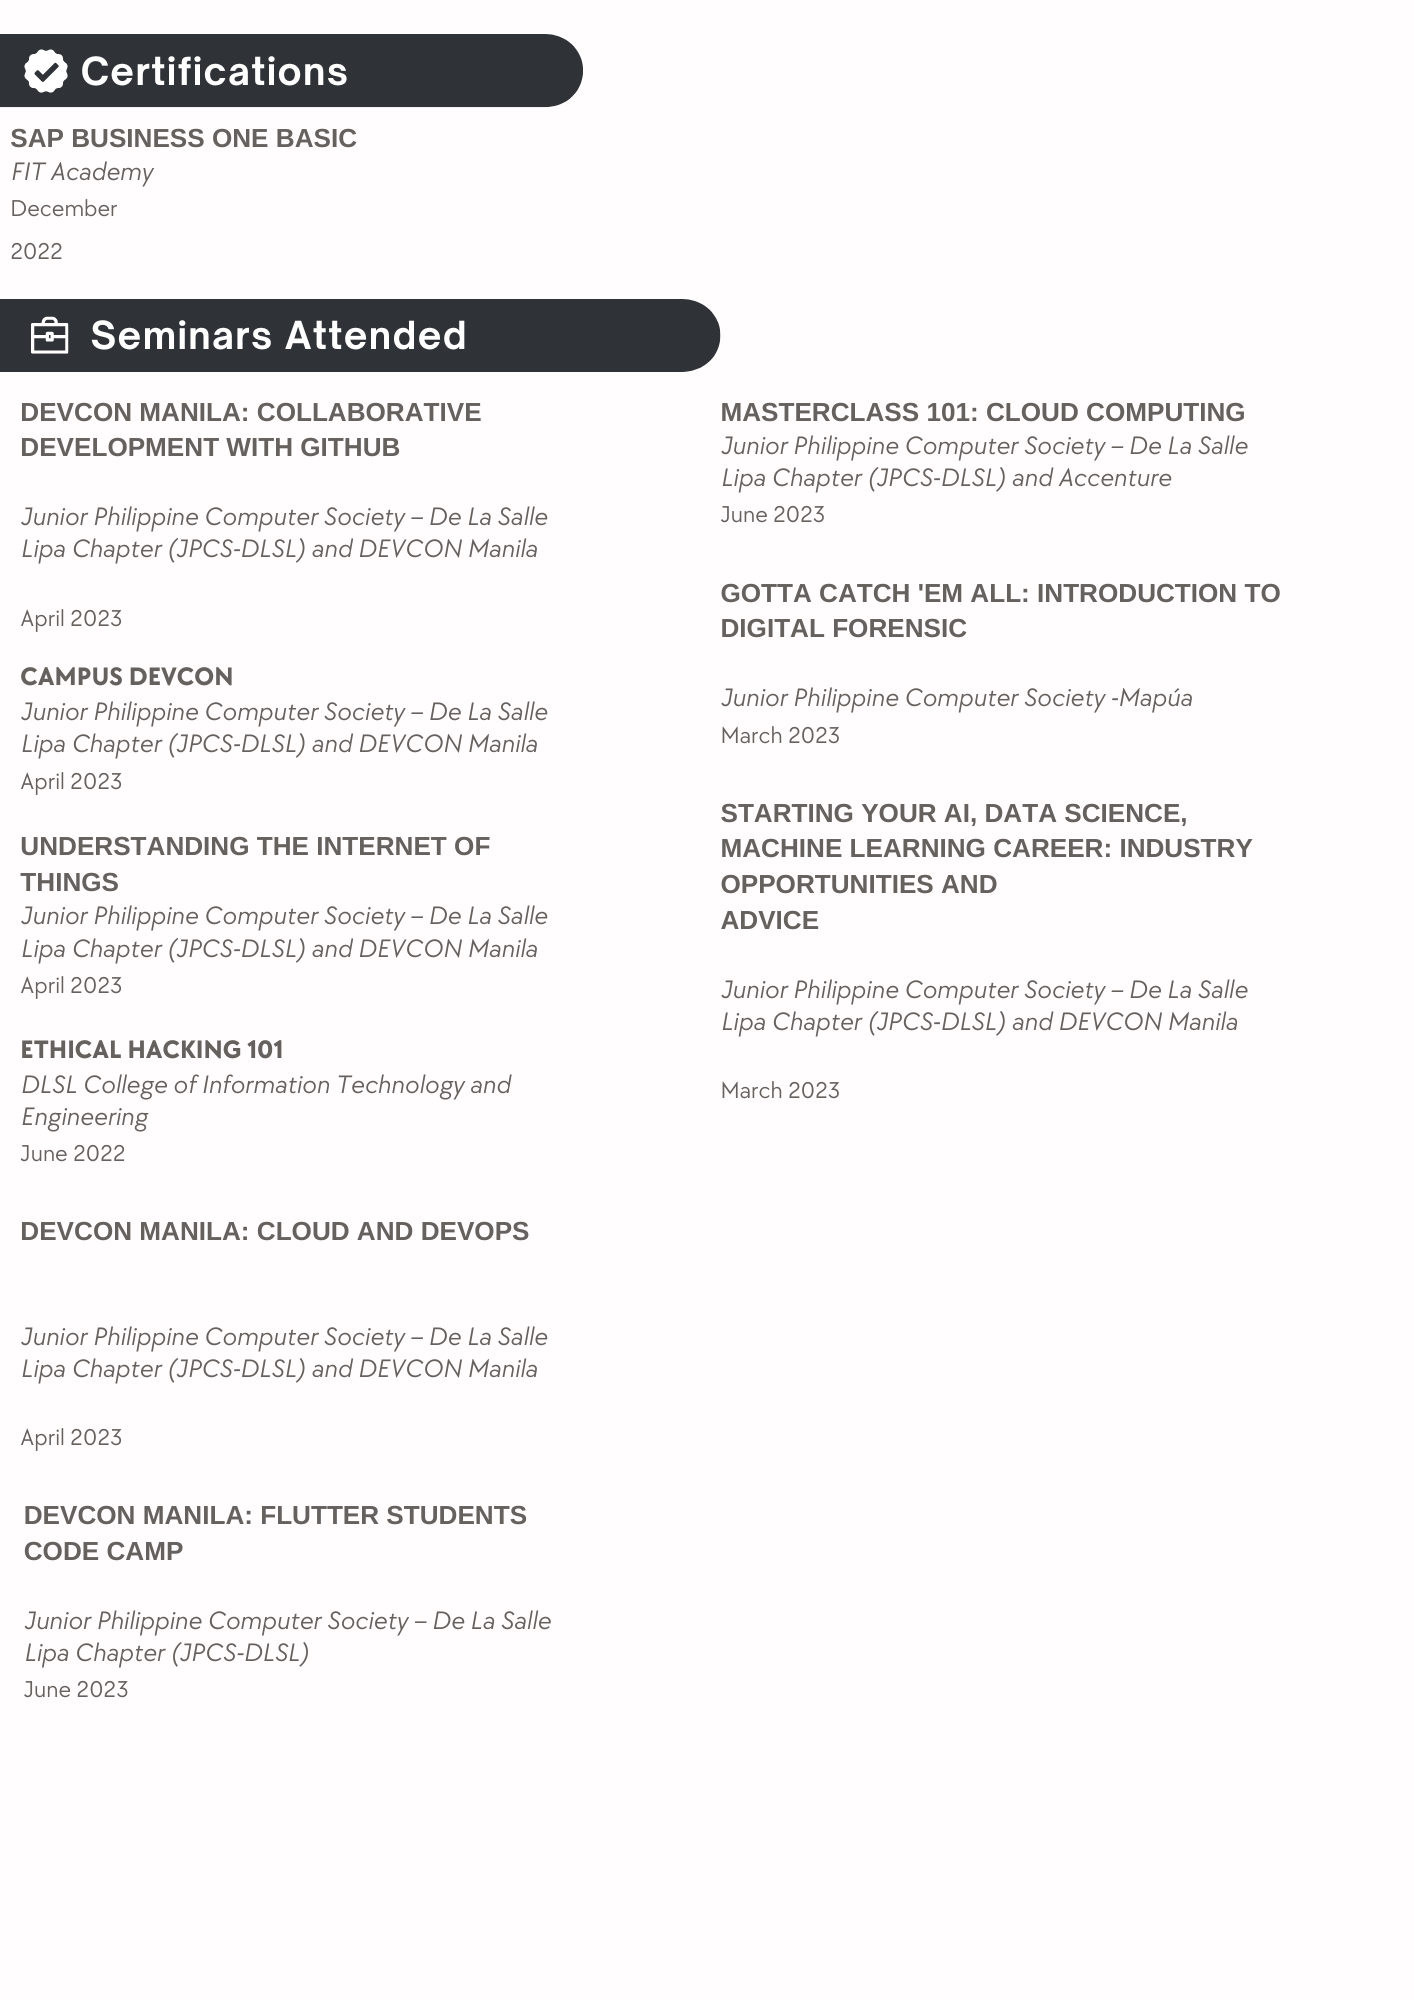 Certifications
SAP BUSINESS ONE BASIC
FIT Academy
December
2022
Seminars Attended
DEVCON MANILA: COLLABORATIVE
DEVELOPMENT WITH GITHUB
Junior Philippine Computer Society – De La Salle
Lipa Chapter (JPCS-DLSL) and DEVCON Manila
April 2023
CAMPUS DEVCON
Junior Philippine Computer Society – De La Salle
Lipa Chapter (JPCS-DLSL) and DEVCON Manila
April 2023
UNDERSTANDING THE INTERNET OF
THINGS
Junior Philippine Computer Society – De La Salle
Lipa Chapter (JPCS-DLSL) and DEVCON Manila
April 2023
ETHICAL HACKING 101
DLSL College of Information Technology and
Engineering
June 2022
DEVCON MANILA: CLOUD AND DEVOPS
Junior Philippine Computer Society – De La Salle
Lipa Chapter (JPCS-DLSL) and DEVCON Manila
April 2023
DEVCON MANILA: FLUTTER STUDENTS
CODE CAMP
Junior Philippine Computer Society – De La Salle
Lipa Chapter (JPCS-DLSL)
June 2023
MASTERCLASS 101: CLOUD COMPUTING
Junior Philippine Computer Society – De La Salle
Lipa Chapter (JPCS-DLSL) and Accenture
June 2023
GOTTA CATCH 'EM ALL: INTRODUCTION TO
DIGITAL FORENSIC
Junior Philippine Computer Society -Mapúa
March 2023
STARTING YOUR AI, DATA SCIENCE,
MACHINE LEARNING CAREER: INDUSTRY
OPPORTUNITIES AND
ADVICE
Junior Philippine Computer Society – De La Salle
Lipa Chapter (JPCS-DLSL) and DEVCON Manila
March 2023